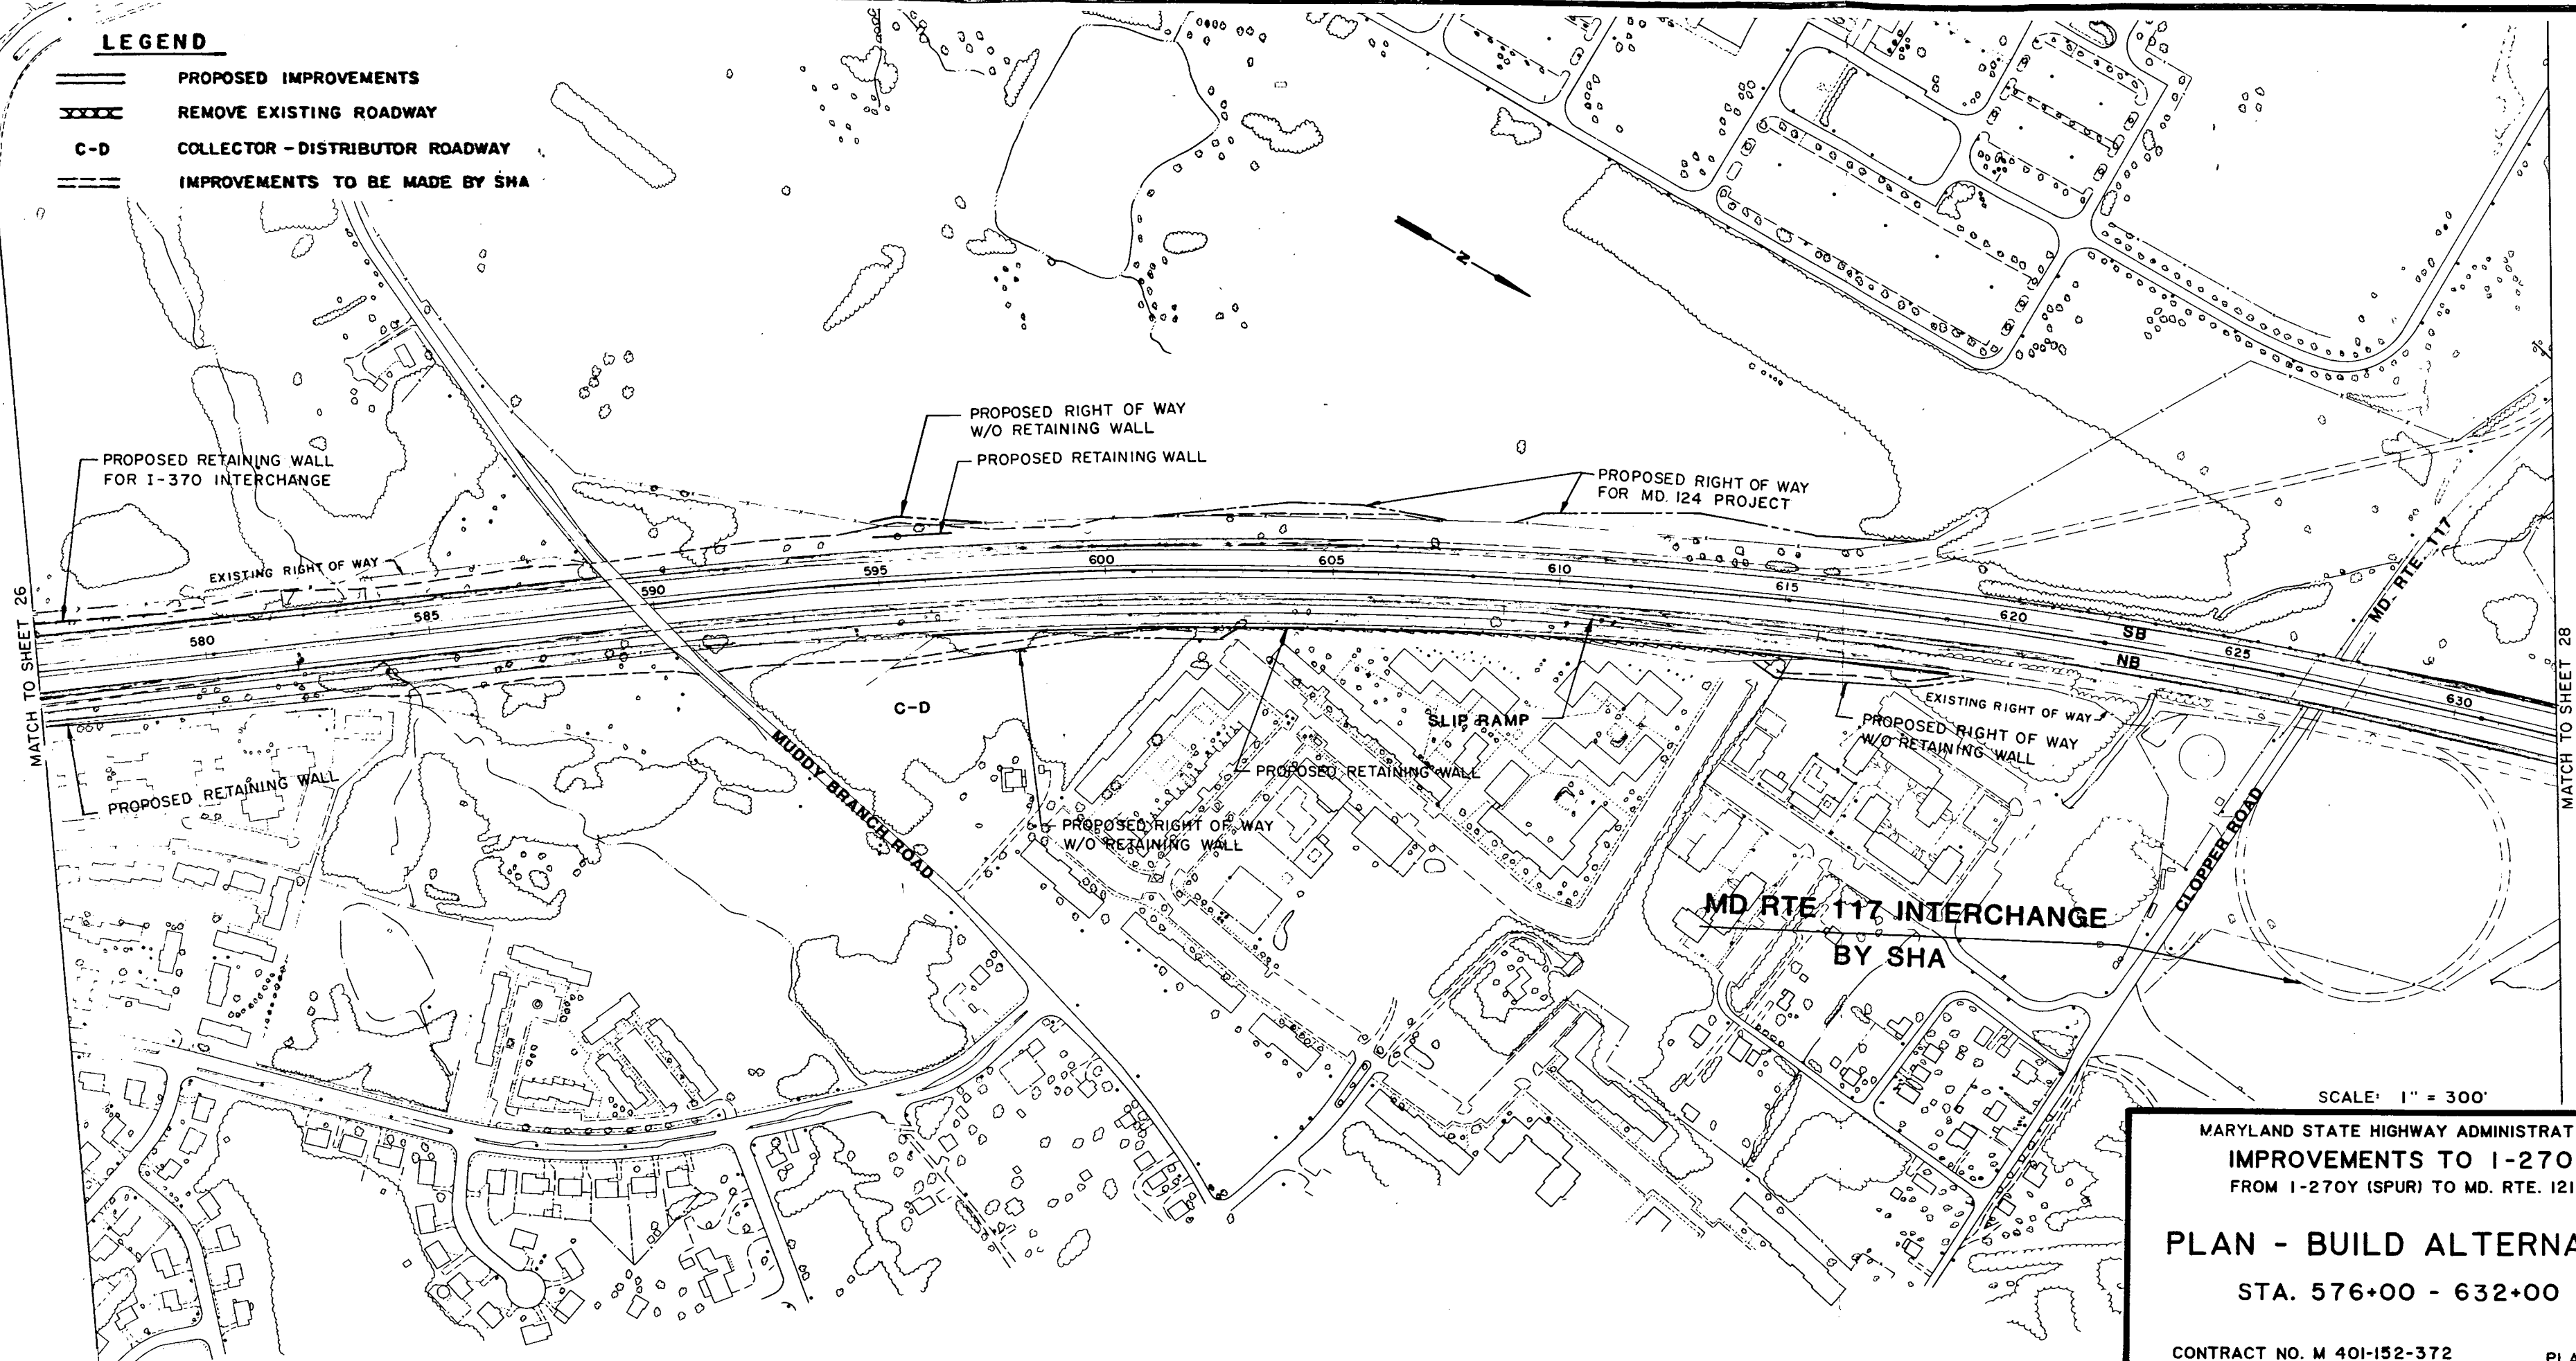 LEGEND
PROPOSED IMPROVEMENTS
REMOVE EXISTING ROADWAY
C-D COLLECTOR - DISTRIBUTOR ROADWAY
IMPROVEMENTS TO BE MADE BY SHA
N
PROPOSED RIGHT OF WAY
W/O RETAINING WALL
PROPOSED RETAINING WALL
PROPOSED RETAINING WALL
FOR I-370 INTERCHANGE
PROPOSED RIGHT OF WAY
FOR MD. 124 PROJECT
EXISTING RIGHT OF WAY
MATCH TO SHEET 26
580
585
590
595
600
605
610
615
620
625
630
SB
NB
MD. RTE. 117
MATCH TO SHEET 28
C-D
SLIP RAMP
EXISTING RIGHT OF WAY
PROPOSED RIGHT OF WAY
W/O RETAINING WALL
MUDDY BRANCH ROAD
PROPOSED RETAINING WALL
PROPOSED RETAINING WALL
PROPOSED RIGHT OF WAY
W/O RETAINING WALL
CLOPPER ROAD
MD RTE 117 INTERCHANGE
BY SHA
SCALE: 1" = 300'
MARYLAND STATE HIGHWAY ADMINISTRAT
IMPROVEMENTS TO I-270
FROM I-270Y (SPUR) TO MD. RTE. 121
PLAN - BUILD ALTERNA
STA. 576+00 - 632+00
CONTRACT NO. M 401-152-372
PLA